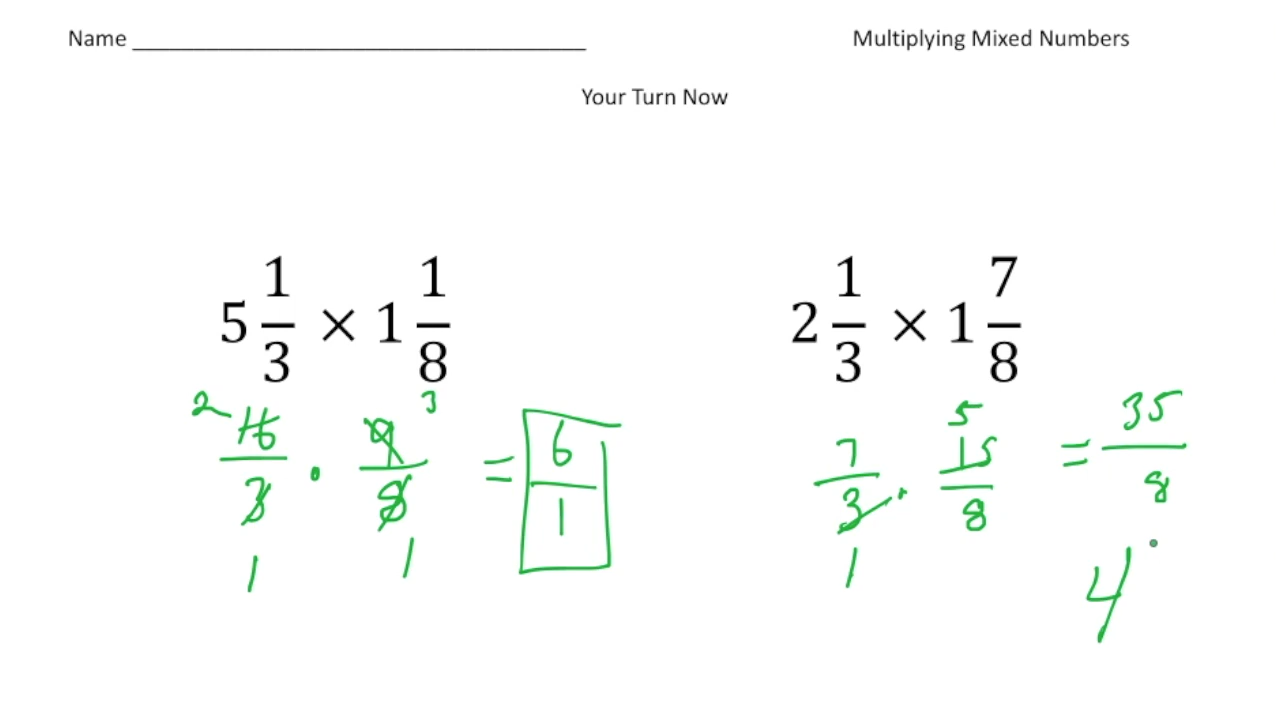 Name ____________________ Multiplying Mixed Numbers
Your Turn Now
5 1/3 × 1 1/8
2 1/3 × 1 7/8
2 3
16/3 · 9/8 = 6/1
1 1
5
7/3 · 15/8 = 35/8
1
4